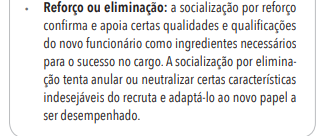 • Reforço ou eliminação: a socialização por reforço
confirma e apoia certas qualidades e qualificações
do novo funcionário como ingredientes necessários
para o sucesso no cargo. A socialização por elimina-
ção tenta anular ou neutralizar certas características
indesejáveis do recruta e adaptá-lo ao novo papel a
ser desempenhado.